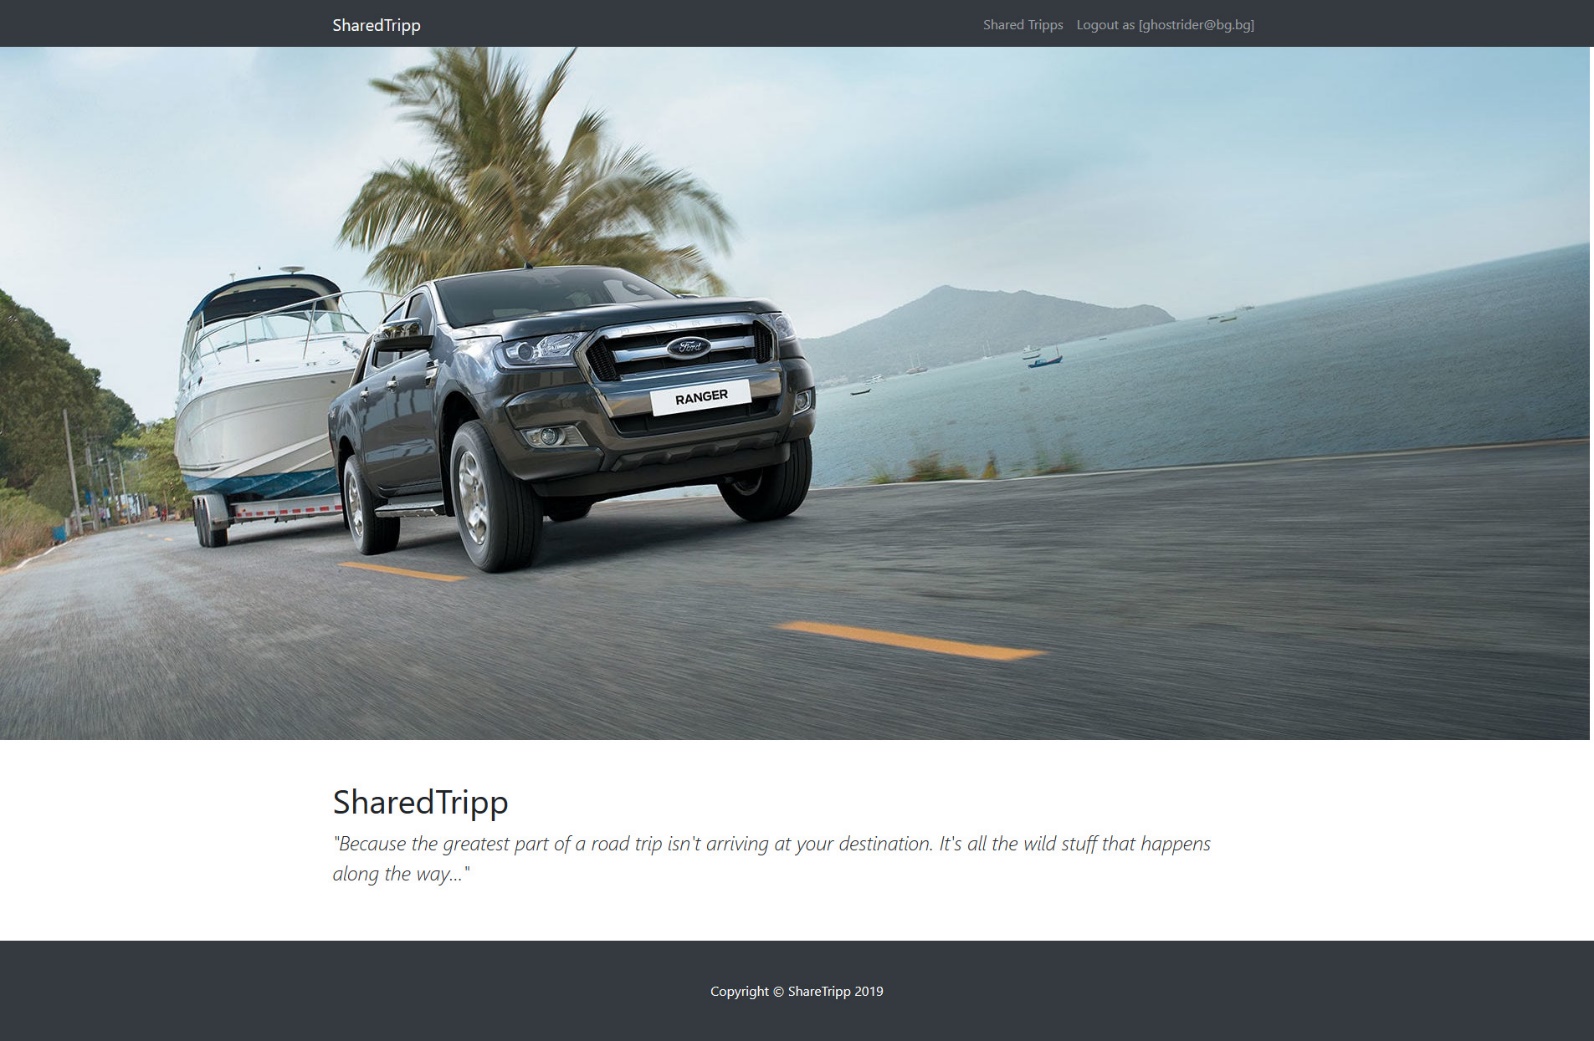 SharedTripp
Shared Tripps
Logout as [ghostrider@bg.bg]
Ford
RANGER
SharedTripp
"Because the greatest part of a road trip isn't arriving at your destination. It's all the wild stuff that happens
along the way..."
Copyright © ShareTripp 2019